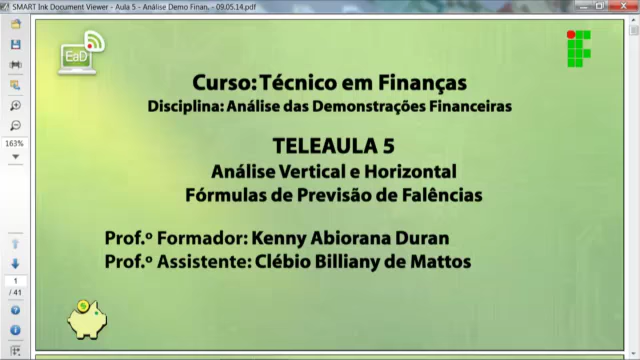 SMART Ink Document Viewer - Aula 5 - Análise Demo Finan. - 09.05.14.pdf
EaD
Curso: Técnico em Finanças
Disciplina: Análise das Demonstrações Financeiras
TELEAULA 5
Análise Vertical e Horizontal
Fórmulas de Previsão de Falências
Prof.º Formador: Kenny Abiorana Duran
Prof.º Assistente: Clébio Billiany de Mattos
163%
1
/ 41
$